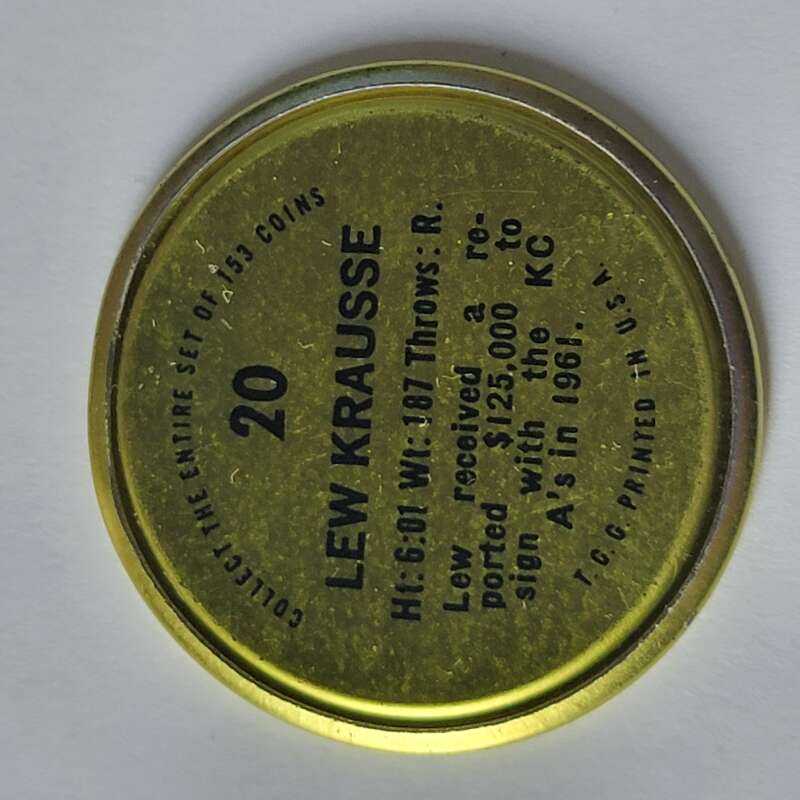 COLLECT THE ENTIRE SET OF 153 COINS
20
LEW KRAUSSE
Ht: 6:01 Wt: 187 Throws: R.
Lew received a re-
ported $125,000 to
sign with the KC
A's in 1961.
T.C.G. PRINTED IN U.S.A.